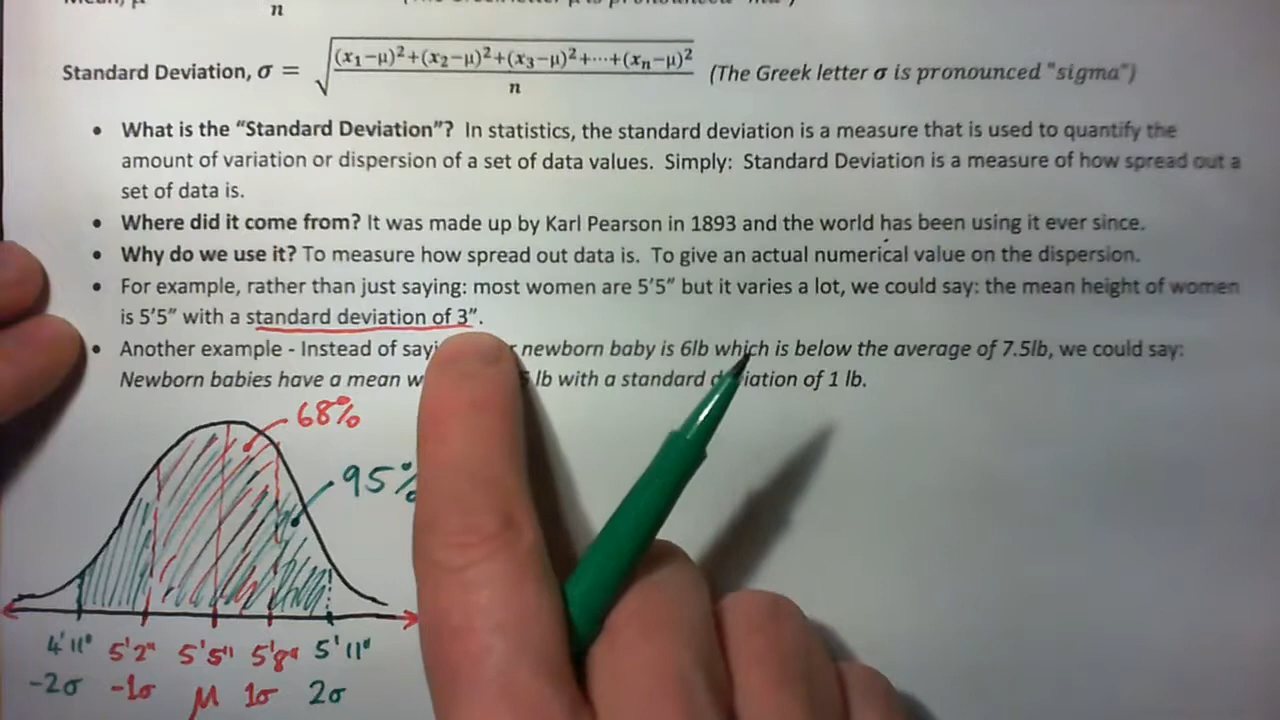 n
Standard Deviation, σ = √((x₁−μ)²+(x₂−μ)²+(x₃−μ)²+⋯+(xₙ−μ)² / n) (The Greek letter σ is pronounced "sigma")
• What is the “Standard Deviation”? In statistics, the standard deviation is a measure that is used to quantify the
amount of variation or dispersion of a set of data values. Simply: Standard Deviation is a measure of how spread out a
set of data is.
• Where did it come from? It was made up by Karl Pearson in 1893 and the world has been using it ever since.
• Why do we use it? To measure how spread out data is. To give an actual numerical value on the dispersion.
• For example, rather than just saying: most women are 5’5” but it varies a lot, we could say: the mean height of women
is 5’5” with a standard deviation of 3”.
• Another example - Instead of newborn baby is 6lb which is below the average of 7.5lb, we could say:
Newborn babies have a mean lb with a standard deviation of 1 lb.
68%
95%
4'11" 5'2" 5'5" 5'8" 5'11"
-2σ -1σ μ 1σ 2σ